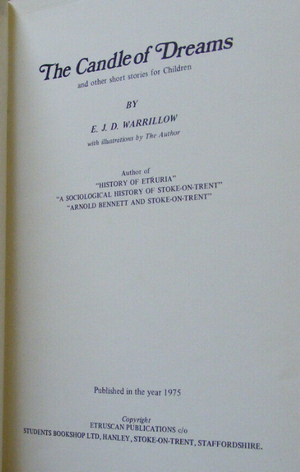 The Candle of Dreams
and other short stories for Children
BY
E. J. D. WARRILLOW
with illustrations by The Author
Author of
"HISTORY OF ETRURIA"
"A SOCIOLOGICAL HISTORY OF STOKE-ON-TRENT"
"ARNOLD BENNETT AND STOKE-ON-TRENT"
Published in the year 1975
Copyright
ETRUSCAN PUBLICATIONS c/o
STUDENTS BOOKSHOP LTD, HANLEY, STOKE-ON-TRENT, STAFFORDSHIRE.